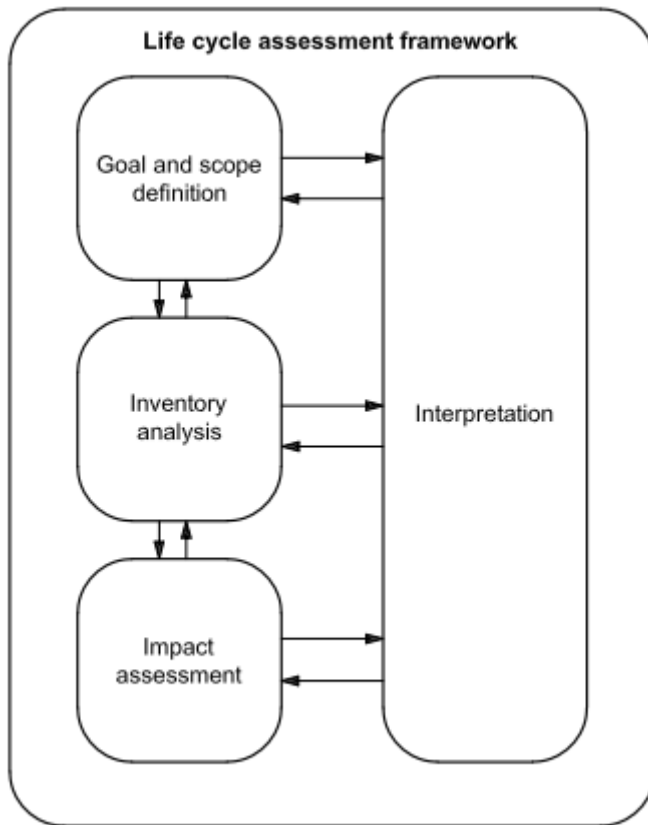 Life cycle assessment framework
Goal and scope
definition
Inventory
analysis
Interpretation
Impact
assessment